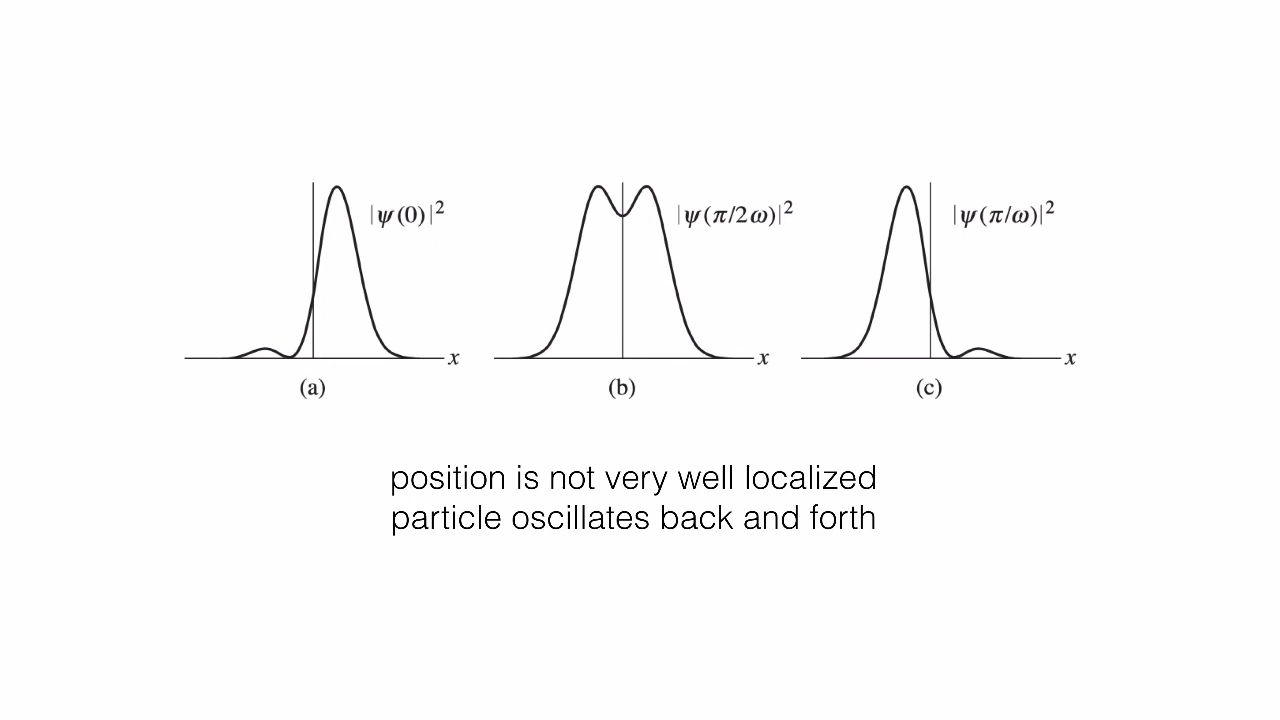 |ψ(0)|²
|ψ(π/2ω)|²
|ψ(π/ω)|²
x
x
x
(a)
(b)
(c)
position is not very well localized
particle oscillates back and forth